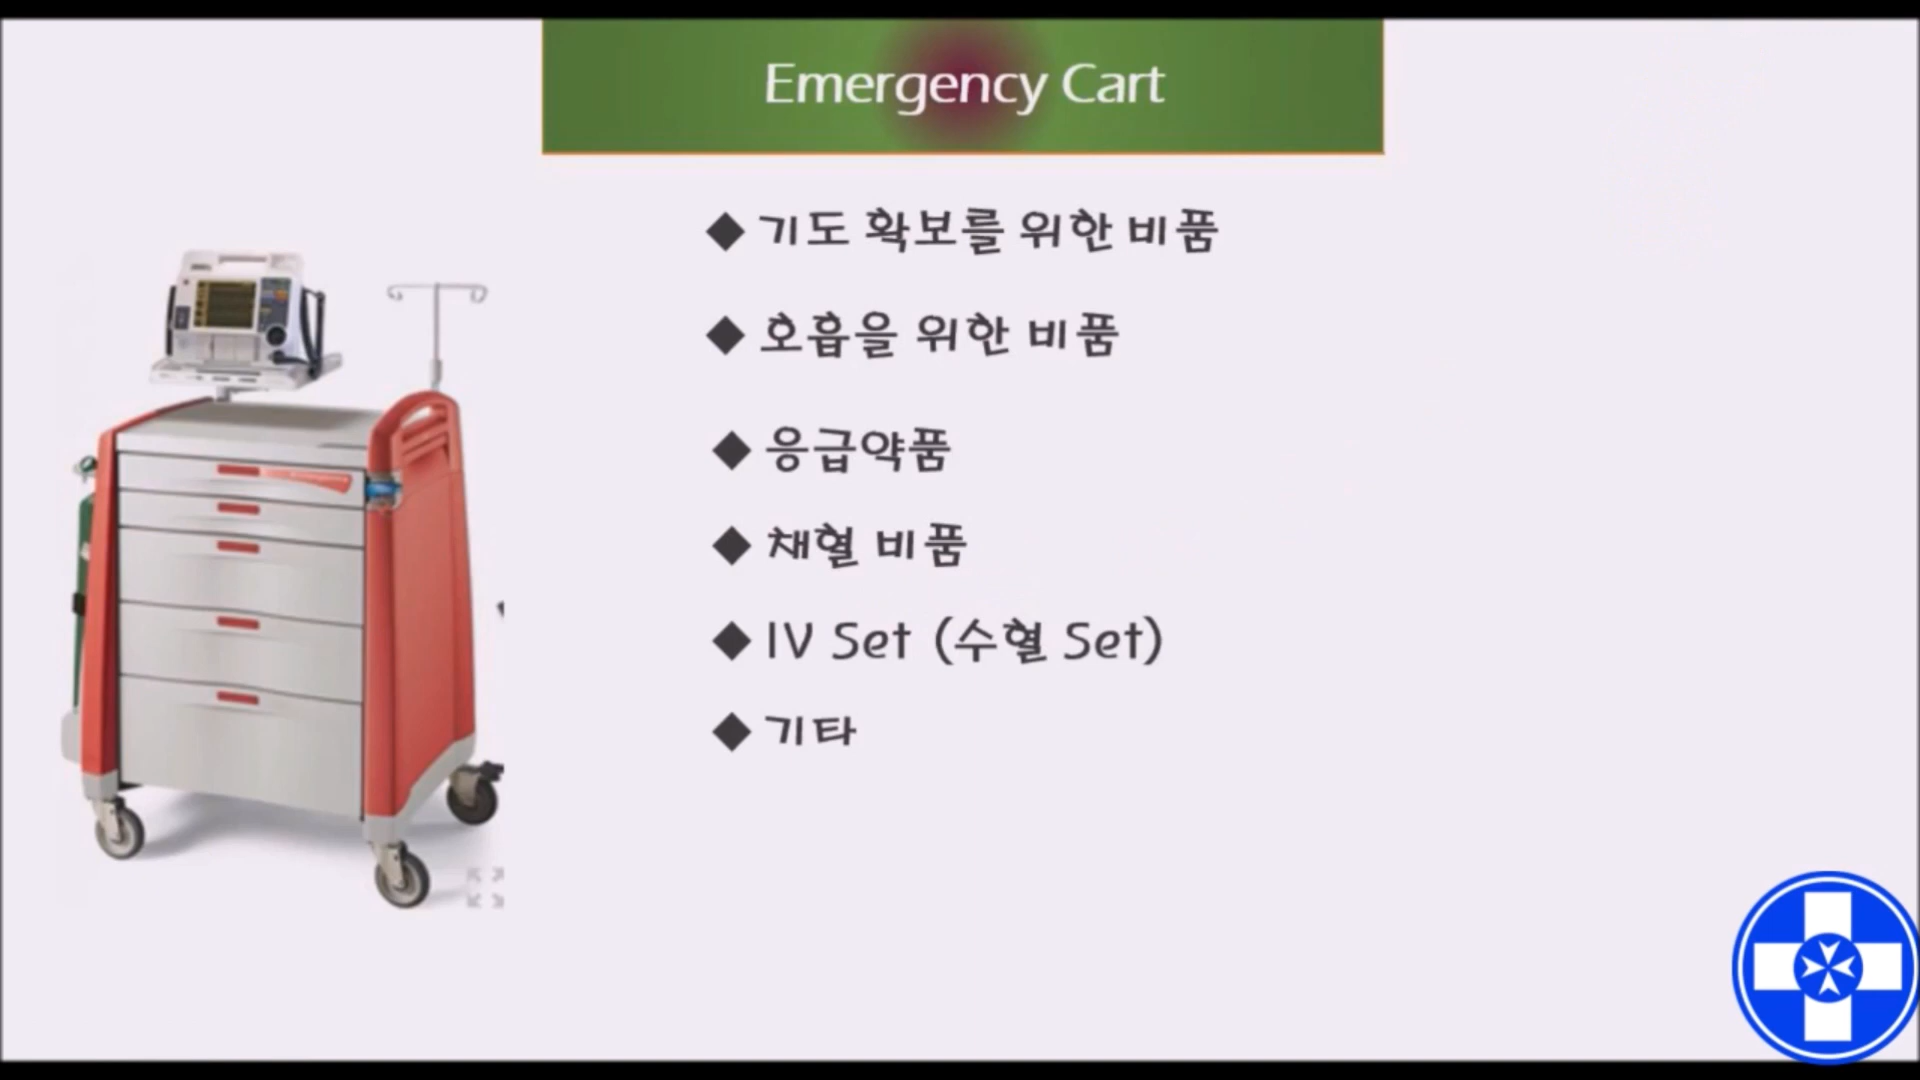 Emergency Cart
◆ 기도 확보를 위한 비품
◆ 호흡을 위한 비품
◆ 응급약품
◆ 채혈 비품
◆ IV Set (수혈 Set)
◆ 기타